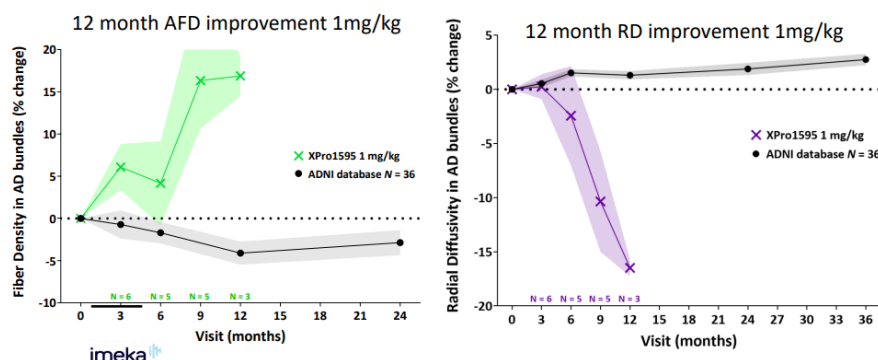 12 month AFD improvement 1mg/kg
Fiber Density in AD bundles (% change)
20
15
10
5
0
-5
-10
XPro1595 1 mg/kg
ADNI database N = 36
N = 6 N = 5 N = 5 N = 3
0 3 6 9 12 15 18 21 24
Visit (months)
imeka
12 month RD improvement 1mg/kg
Radial Diffusivity in AD bundles (% change)
5
0
-5
-10
-15
-20
XPro1595 1 mg/kg
ADNI database N = 36
N = 6 N = 5 N = 5 N = 3
0 3 6 9 12 15 18 21 24 27 30 33 36
Visit (months)